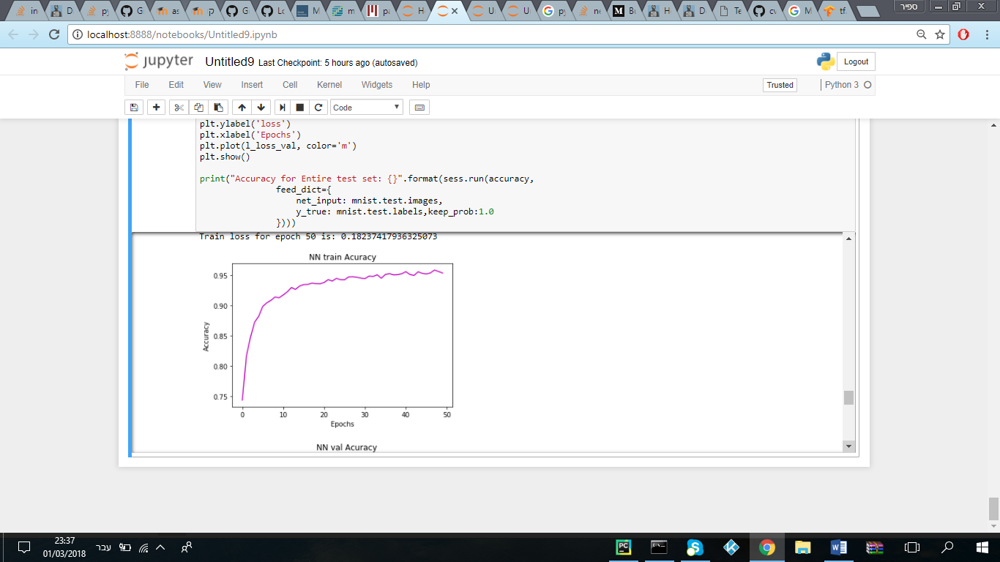 in
D
py
G
as
ק
G
Lc
M
m
pa
H
U
U
py
ne
M
Bu
H
D
Te
cv
M
tf.
ספיר
localhost:8888/notebooks/Untitled9.ipynb
jupyter Untitled9 Last Checkpoint: 5 hours ago (autosaved)
Logout
File Edit View Insert Cell Kernel Widgets Help
Trusted
Python 3
Code
plt.ylabel('loss')
plt.xlabel('Epochs')
plt.plot(l_loss_val, color='m')
plt.show()
print("Accuracy for Entire test set: {}".format(sess.run(accuracy,
feed_dict={
net_input: mnist.test.images,
y_true: mnist.test.labels,keep_prob:1.0
})))
Train loss for epoch 50 is: 0.18237417936325073
NN train Acuracy
0.95
0.90
0.85
0.80
0.75
Accuracy
0 10 20 30 40 50
Epochs
NN val Acuracy
23:37
01/03/2018
עבר
PC
W